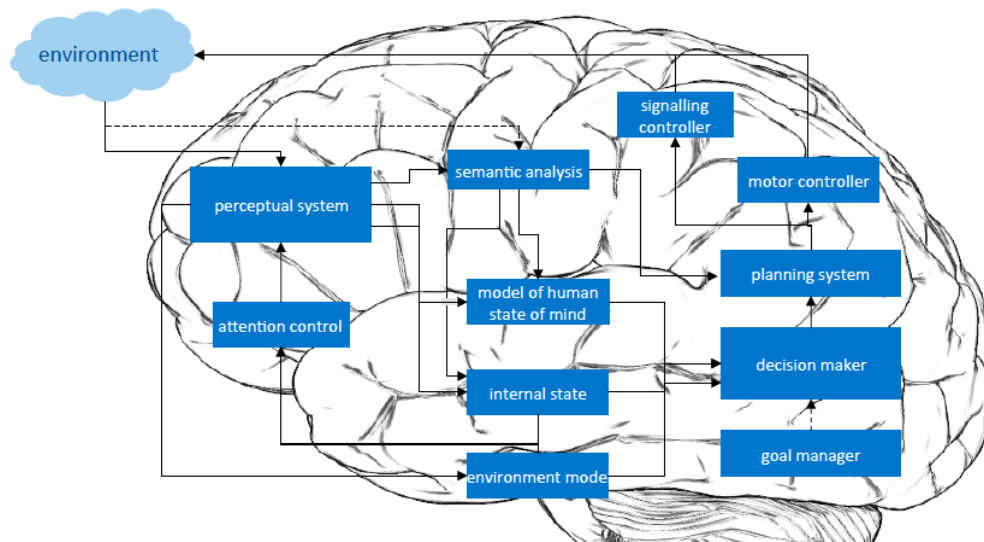 environment
signalling
controller
semantic analysis
motor controller
perceptual system
planning system
model of human
state of mind
attention control
decision maker
internal state
goal manager
environment mode